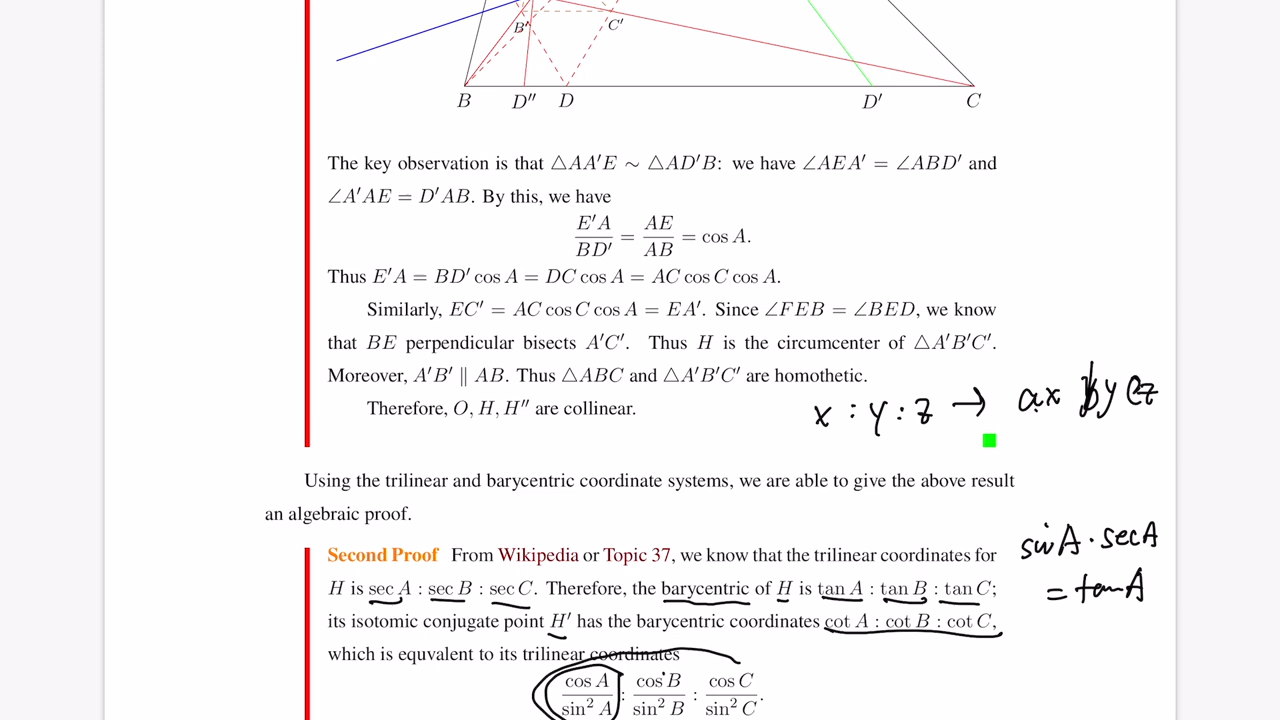 B' C'
B D'' D D' C
The key observation is that △AA'E ∼ △AD'B: we have ∠AEA' = ∠ABD' and
∠A'AE = D'AB. By this, we have
E'A / BD' = AE / AB = cos A.
Thus E'A = BD' cos A = DC cos A = AC cos C cos A.
Similarly, EC' = AC cos C cos A = EA'. Since ∠FEB = ∠BED, we know
that BE perpendicular bisects A'C'. Thus H is the circumcenter of △A'B'C'.
Moreover, A'B' ∥ AB. Thus △ABC and △A'B'C' are homothetic.
Therefore, O, H, H'' are collinear.
x : y : z → ax by cz
Using the trilinear and barycentric coordinate systems, we are able to give the above result
an algebraic proof.
Second Proof From Wikipedia or Topic 37, we know that the trilinear coordinates for
H is sec A : sec B : sec C. Therefore, the barycentric of H is tan A : tan B : tan C;
its isotomic conjugate point H' has the barycentric coordinates cot A : cot B : cot C,
which is equvalent to its trilinear coordinates
cos A / sin² A : cos B / sin² B : cos C / sin² C.
sin A · sec A
= tan A